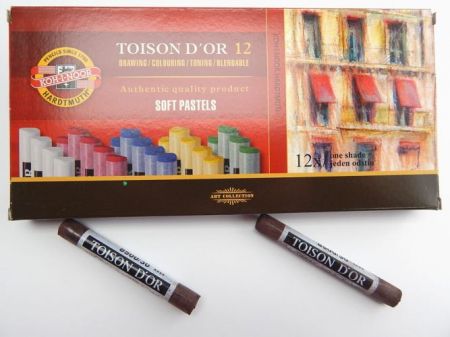 TOISON D'OR 12
DRAWING/COLOURING/TONING/BLENDABLE
Authentic quality product
SOFT PASTELS
KOH-I-NOOR
HARDTMUTH
12x
one shade
jeden odstín
ART COLLECTION
TOISON D'OR
TOISON D'OR